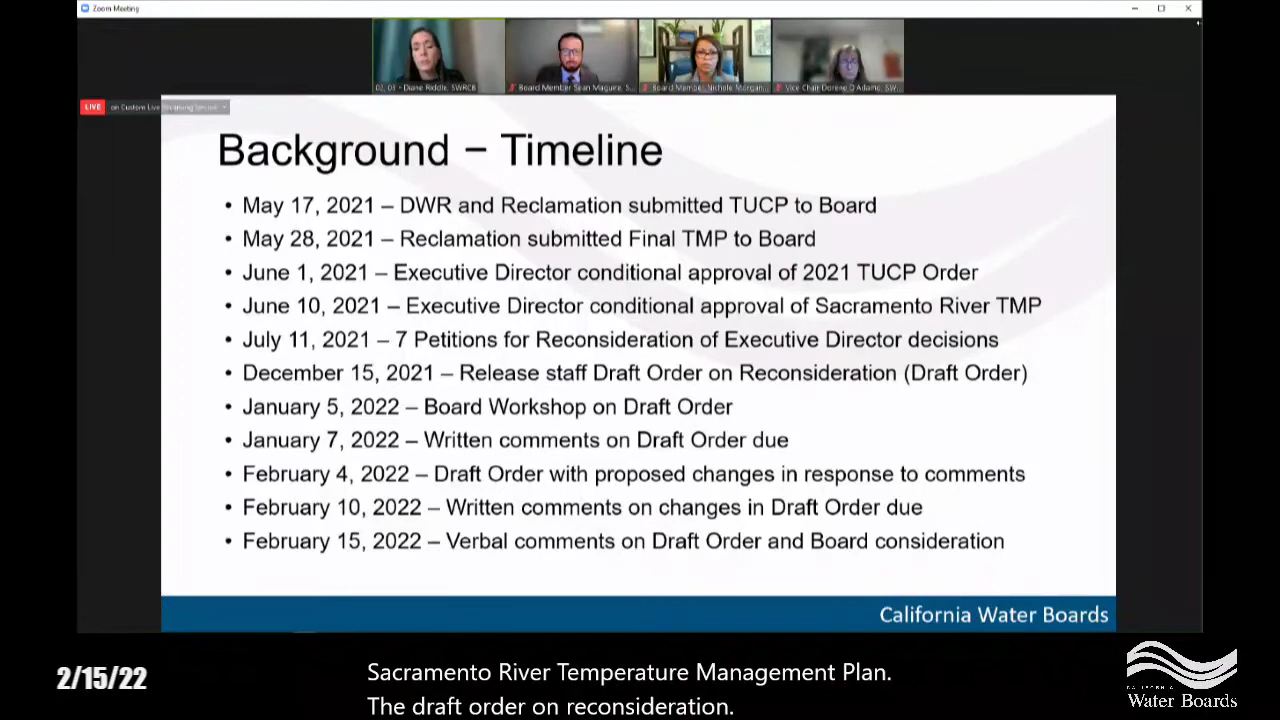 Zoom Meeting
02, 03 - Diane Riddle, SWRCB
Board Member Sean Maguire, S...
Board Member Nichole Morgan...
Vice Chair Dorene D'Adamo, SW...
LIVE on Custom Live Streaming Service
Background – Timeline
• May 17, 2021 – DWR and Reclamation submitted TUCP to Board
• May 28, 2021 – Reclamation submitted Final TMP to Board
• June 1, 2021 – Executive Director conditional approval of 2021 TUCP Order
• June 10, 2021 – Executive Director conditional approval of Sacramento River TMP
• July 11, 2021 – 7 Petitions for Reconsideration of Executive Director decisions
• December 15, 2021 – Release staff Draft Order on Reconsideration (Draft Order)
• January 5, 2022 – Board Workshop on Draft Order
• January 7, 2022 – Written comments on Draft Order due
• February 4, 2022 – Draft Order with proposed changes in response to comments
• February 10, 2022 – Written comments on changes in Draft Order due
• February 15, 2022 – Verbal comments on Draft Order and Board consideration
California Water Boards
2/15/22
Sacramento River Temperature Management Plan.
The draft order on reconsideration.
CALIFORNIA
Water Boards